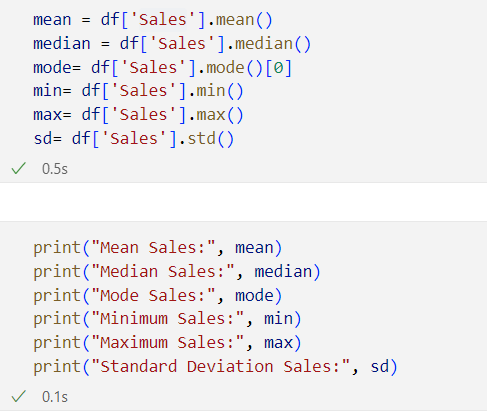 mean = df['Sales'].mean()
median = df['Sales'].median()
mode= df['Sales'].mode()[0]
min= df['Sales'].min()
max= df['Sales'].max()
sd= df['Sales'].std()
✓ 0.5s
print("Mean Sales:", mean)
print("Median Sales:", median)
print("Mode Sales:", mode)
print("Minimum Sales:", min)
print("Maximum Sales:", max)
print("Standard Deviation Sales:", sd)
✓ 0.1s